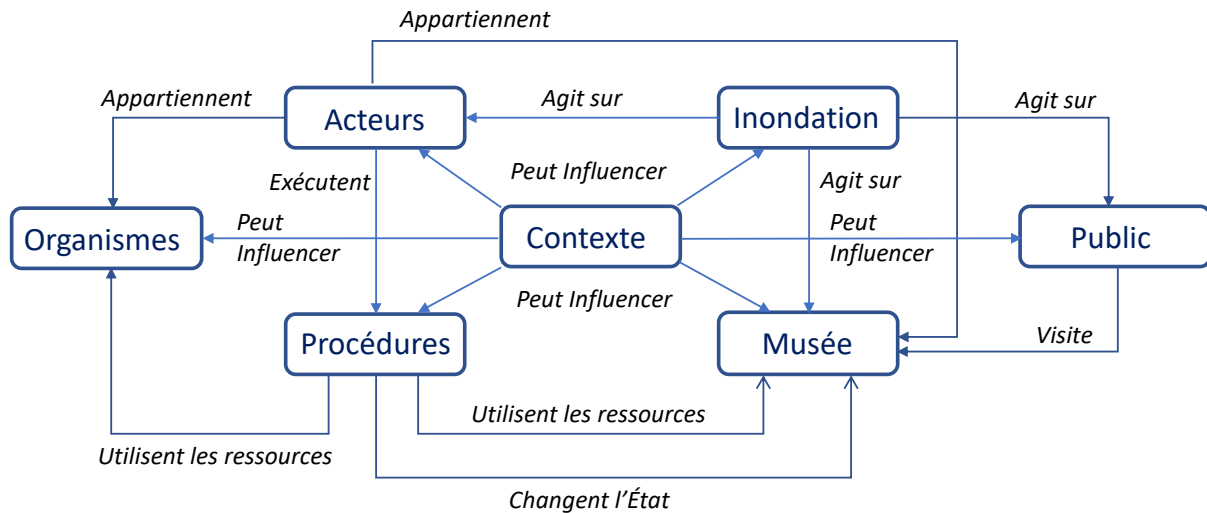 Appartiennent
Appartiennent
Agit sur
Agit sur
Acteurs
Inondation
Exécutent
Peut Influencer
Agit sur
Organismes
Peut
Influencer
Contexte
Peut
Influencer
Public
Peut Influencer
Procédures
Musée
Visite
Utilisent les ressources
Utilisent les ressources
Changent l’État